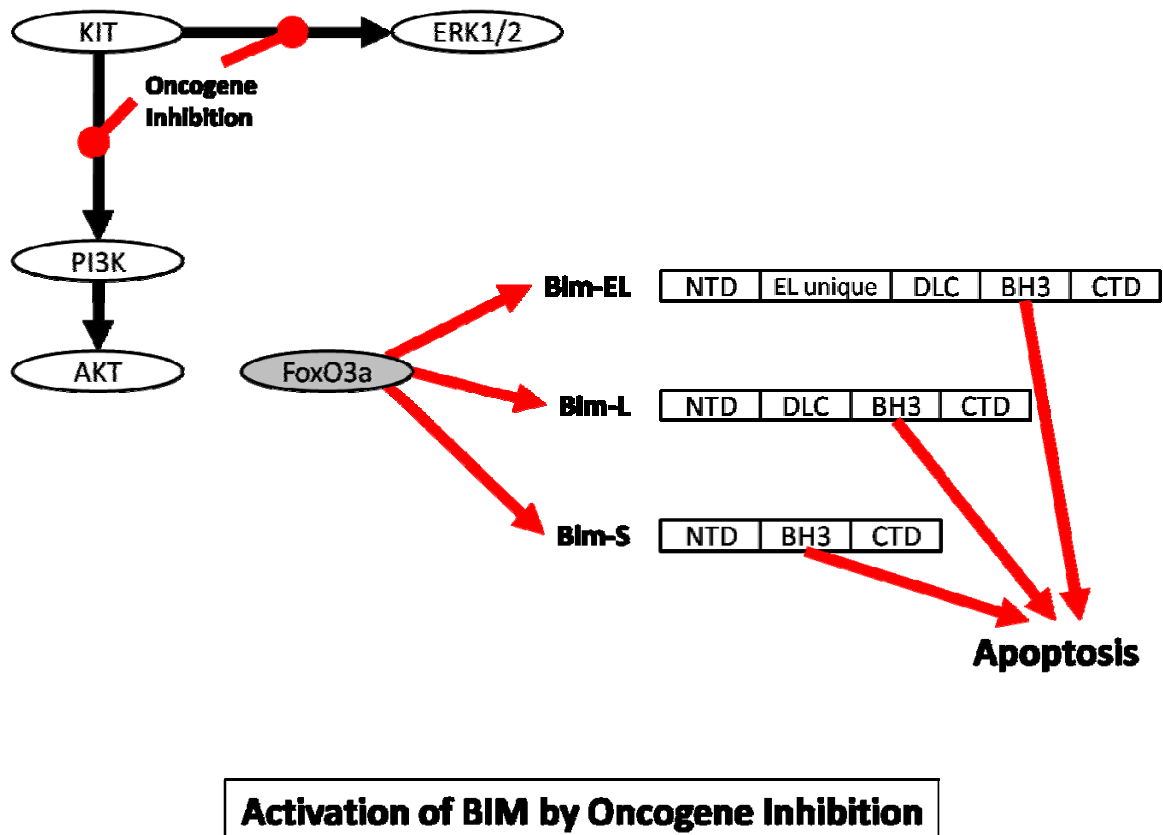 KIT
ERK1/2
Oncogene
Inhibition
PI3K
AKT
FoxO3a
Bim-EL
NTD EL unique DLC BH3 CTD
Bim-L
NTD DLC BH3 CTD
Bim-S
NTD BH3 CTD
Apoptosis
Activation of BIM by Oncogene Inhibition